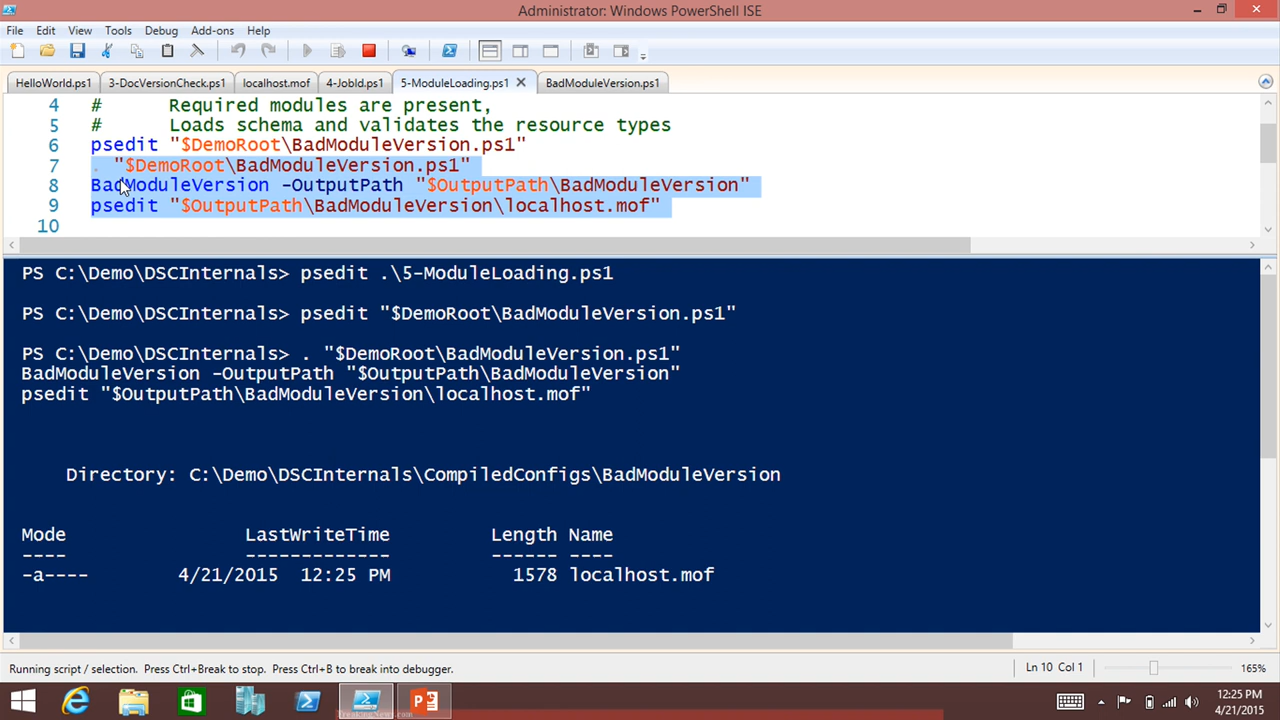 Administrator: Windows PowerShell ISE
File Edit View Tools Debug Add-ons Help
HelloWorld.ps1 3-DocVersionCheck.ps1 localhost.mof 4-JobId.ps1 5-ModuleLoading.ps1 BadModuleVersion.ps1
4 # Required modules are present,
5 # Loads schema and validates the resource types
6 psedit "$DemoRoot\BadModuleVersion.ps1"
7 . "$DemoRoot\BadModuleVersion.ps1"
8 BadModuleVersion -OutputPath "$OutputPath\BadModuleVersion"
9 psedit "$OutputPath\BadModuleVersion\localhost.mof"
10
PS C:\Demo\DSCInternals> psedit .\5-ModuleLoading.ps1
PS C:\Demo\DSCInternals> psedit "$DemoRoot\BadModuleVersion.ps1"
PS C:\Demo\DSCInternals> . "$DemoRoot\BadModuleVersion.ps1"
BadModuleVersion -OutputPath "$OutputPath\BadModuleVersion"
psedit "$OutputPath\BadModuleVersion\localhost.mof"
Directory: C:\Demo\DSCInternals\CompiledConfigs\BadModuleVersion
Mode LastWriteTime Length Name
---- ------------- ------ ----
-a---- 4/21/2015 12:25 PM 1578 localhost.mof
Running script / selection. Press Ctrl+Break to stop. Press Ctrl+B to break into debugger.
Ln 10 Col 1
165%
12:25 PM
4/21/2015